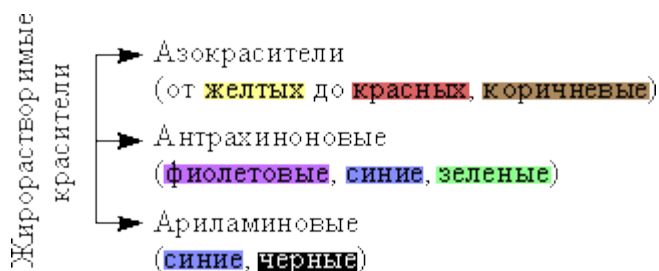 Жирорастворимые
красители
Азокрасители
(от желтых до красных, коричневые)
Антрахиноновые
(фиолетовые, синие, зеленые)
Ариламиновые
(синие, черные)